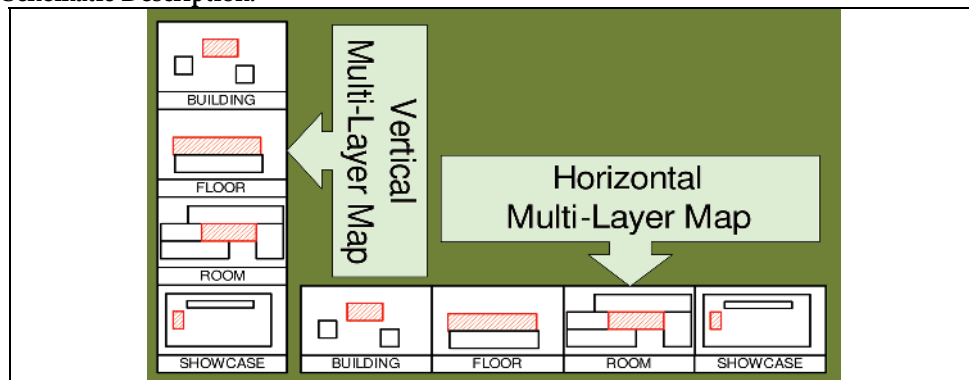 Schematic Description.
BUILDING
FLOOR
ROOM
SHOWCASE
Vertical
Multi-Layer Map
Horizontal
Multi-Layer Map
BUILDING
FLOOR
ROOM
SHOWCASE